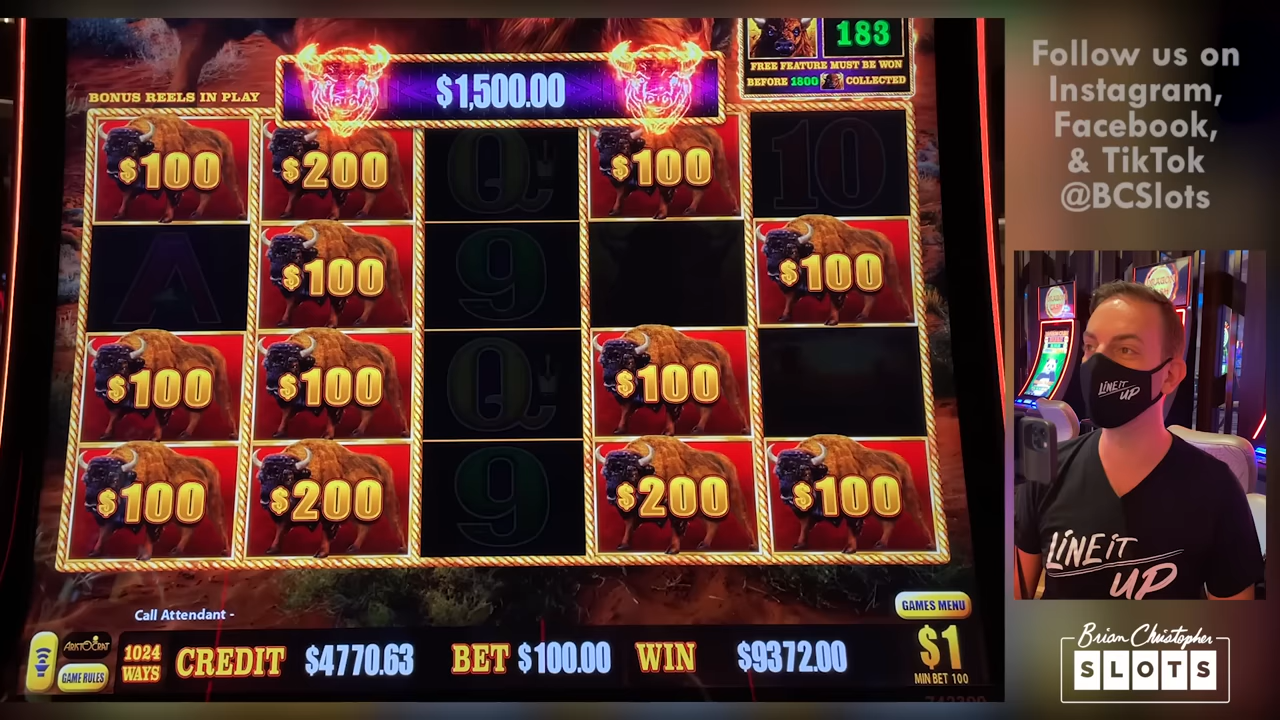 183
FREE FEATURE MUST BE WON
BEFORE 1800 COLLECTED
BONUS REELS IN PLAY
$1,500.00
$100
$200
Q
$100
10
A
$100
9
$100
$100
$100
Q
$100
$100
$200
9
$200
$100
Call Attendant -
GAMES MENU
ARISTOCRAT
GAME RULES
1024
WAYS
CREDIT $4770.63 BET $100.00 WIN $9372.00
$1
MIN BET 100
Follow us on
Instagram,
Facebook,
& TikTok
@BCSlots
LINE IT
UP
LINE IT
UP
Brian Christopher
SLOTS